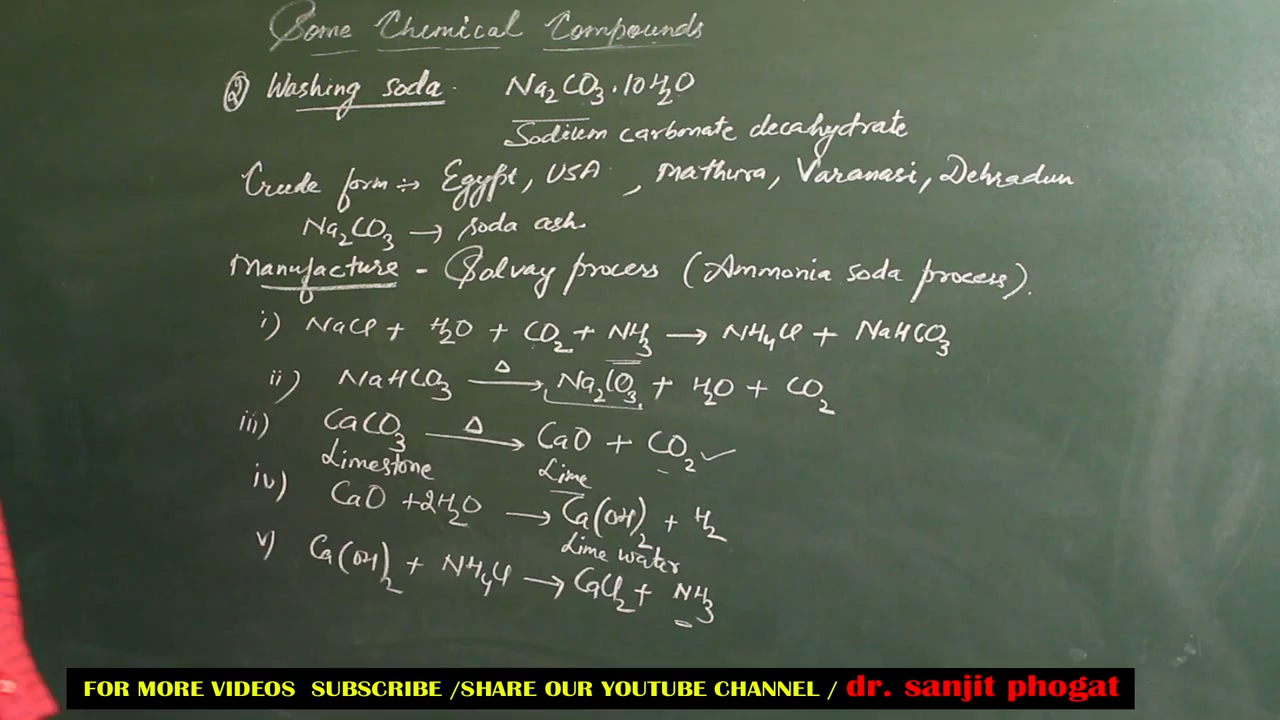 Some Chemical Compounds
② Washing soda. Na₂CO₃.10H₂O
Sodium carbonate decahydrate
Crude form :- Egypt, USA, Mathura, Varanasi, Dehradun
Na₂CO₃ → soda ash.
Manufacture - Solvay process (Ammonia soda process).
i) NaCl + H₂O + CO₂ + NH₃ → NH₄Cl + NaHCO₃
ii) NaHCO₃ —Δ→ Na₂CO₃ + H₂O + CO₂
iii) CaCO₃ —Δ→ CaO + CO₂ ✓
Limestone Lime
iv) CaO + 2H₂O → Ca(OH)₂ + H₂
Lime water
v) Ca(OH)₂ + NH₄Cl → CaCl₂ + NH₃
FOR MORE VIDEOS SUBSCRIBE /SHARE OUR YOUTUBE CHANNEL / dr. sanjit phogat